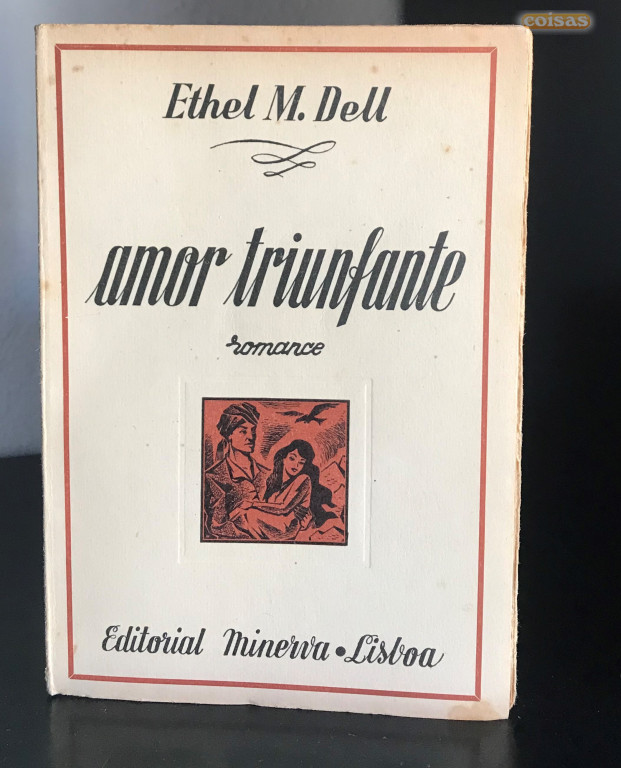 coisas
Ethel M. Dell
amor triunfante
romance
Editorial Minerva • Lisboa